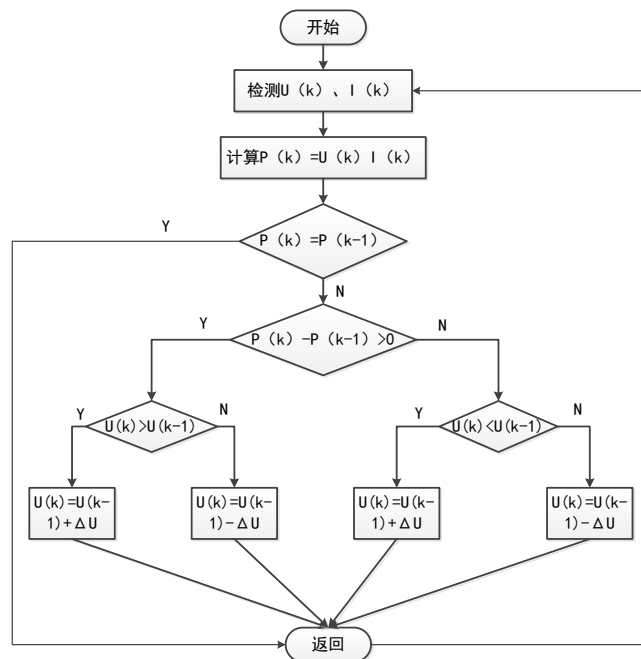 开始
检测U（k）、I（k）
计算P（k）=U（k）I（k）
Y
P（k）=P（k-1）
N
Y
P（k）-P（k-1）>0
N
Y
U(k)>U(k-1)
N
Y
U(k)<U(k-1)
N
U(k)=U(k-
1)+ΔU
U(k)=U(k-
1)-ΔU
U(k)=U(k-
1)+ΔU
U(k)=U(k-
1)-ΔU
返回